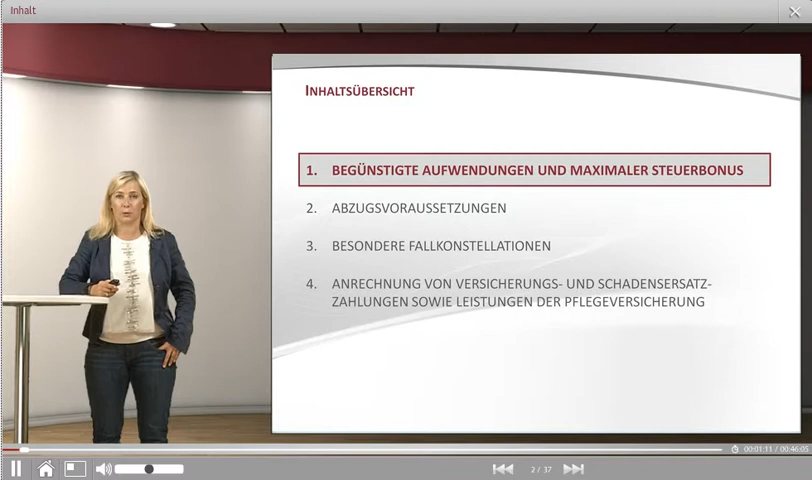 Inhalt
INHALTSÜBERSICHT
1. BEGÜNSTIGTE AUFWENDUNGEN UND MAXIMALER STEUERBONUS
2. ABZUGSVORAUSSETZUNGEN
3. BESONDERE FALLKONSTELLATIONEN
4. ANRECHNUNG VON VERSICHERUNGS- UND SCHADENSERSATZ-
ZAHLUNGEN SOWIE LEISTUNGEN DER PFLEGEVERSICHERUNG
00:01:11 / 00:46:05
2 / 37